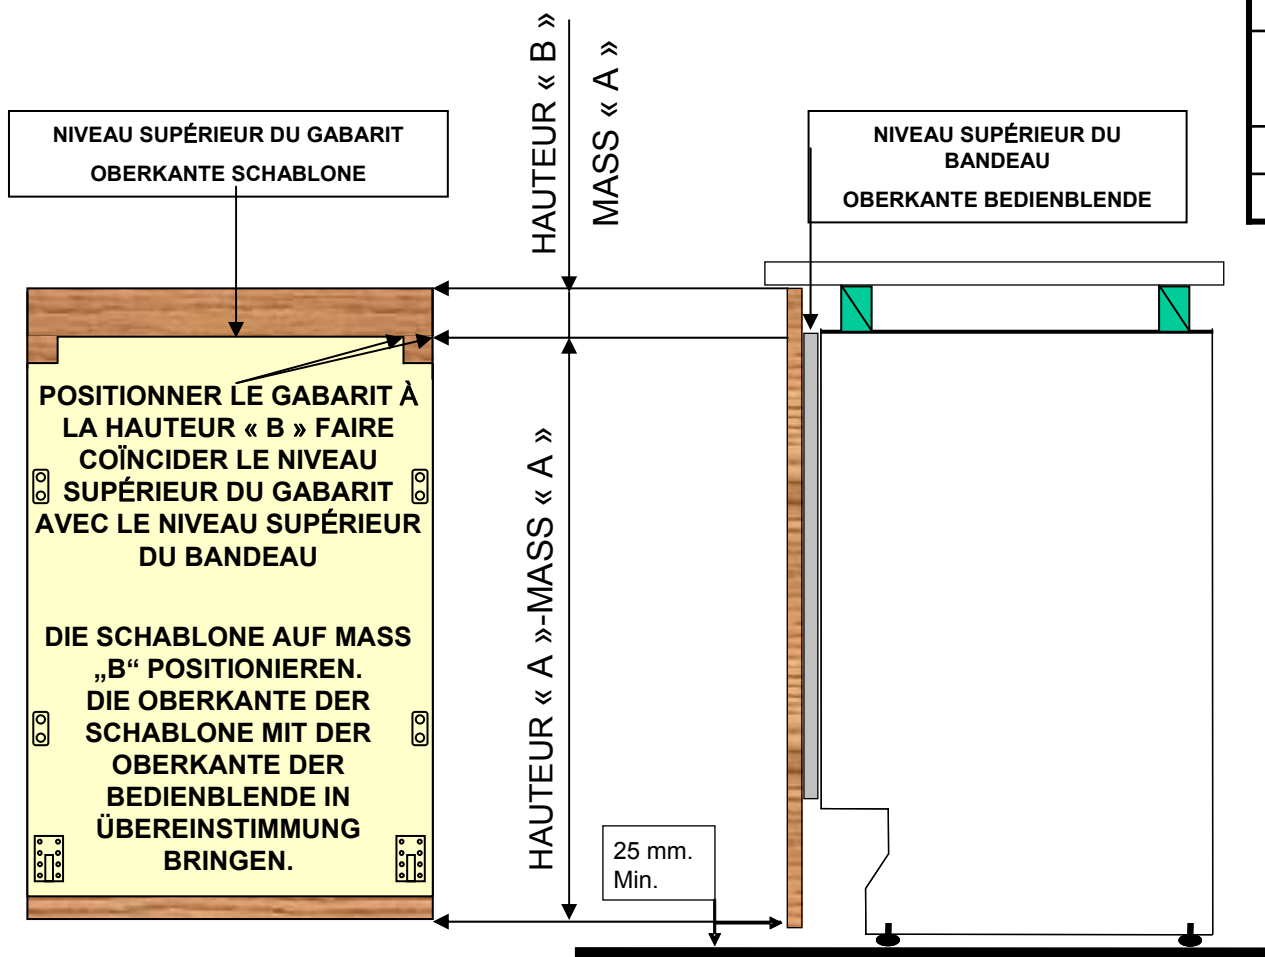 HAUTEUR « B »
MASS « A »
NIVEAU SUPÉRIEUR DU GABARIT
OBERKANTE SCHABLONE
NIVEAU SUPÉRIEUR DU
BANDEAU
OBERKANTE BEDIENBLENDE
POSITIONNER LE GABARIT À
LA HAUTEUR « B » FAIRE
COÏNCIDER LE NIVEAU
SUPÉRIEUR DU GABARIT
AVEC LE NIVEAU SUPÉRIEUR
DU BANDEAU
DIE SCHABLONE AUF MASS
„B“ POSITIONIEREN.
DIE OBERKANTE DER
SCHABLONE MIT DER
OBERKANTE DER
BEDIENBLENDE IN
ÜBEREINSTIMMUNG
BRINGEN.
HAUTEUR « A »-MASS « A »
25 mm.
Min.